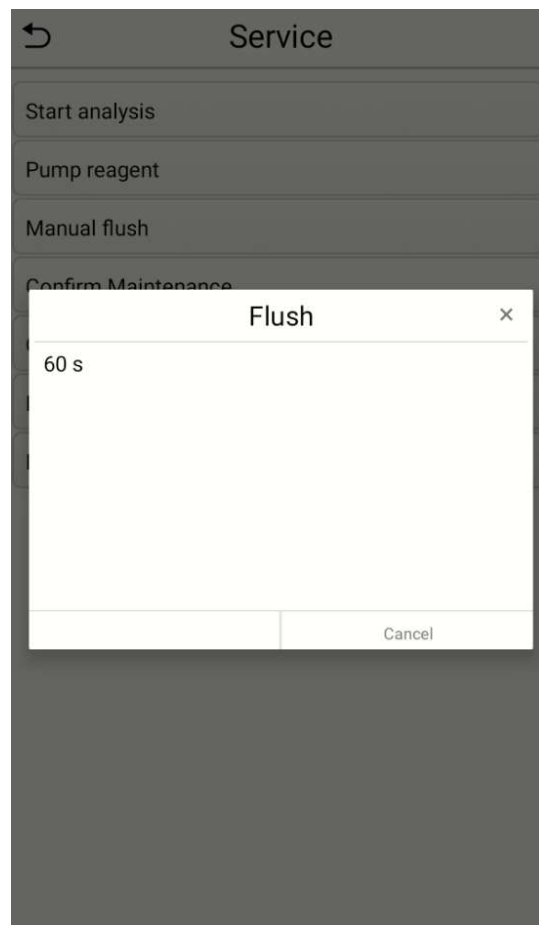 Service
Start analysis
Pump reagent
Manual flush
Confirm Maintenance
Flush
×
60 s
Cancel